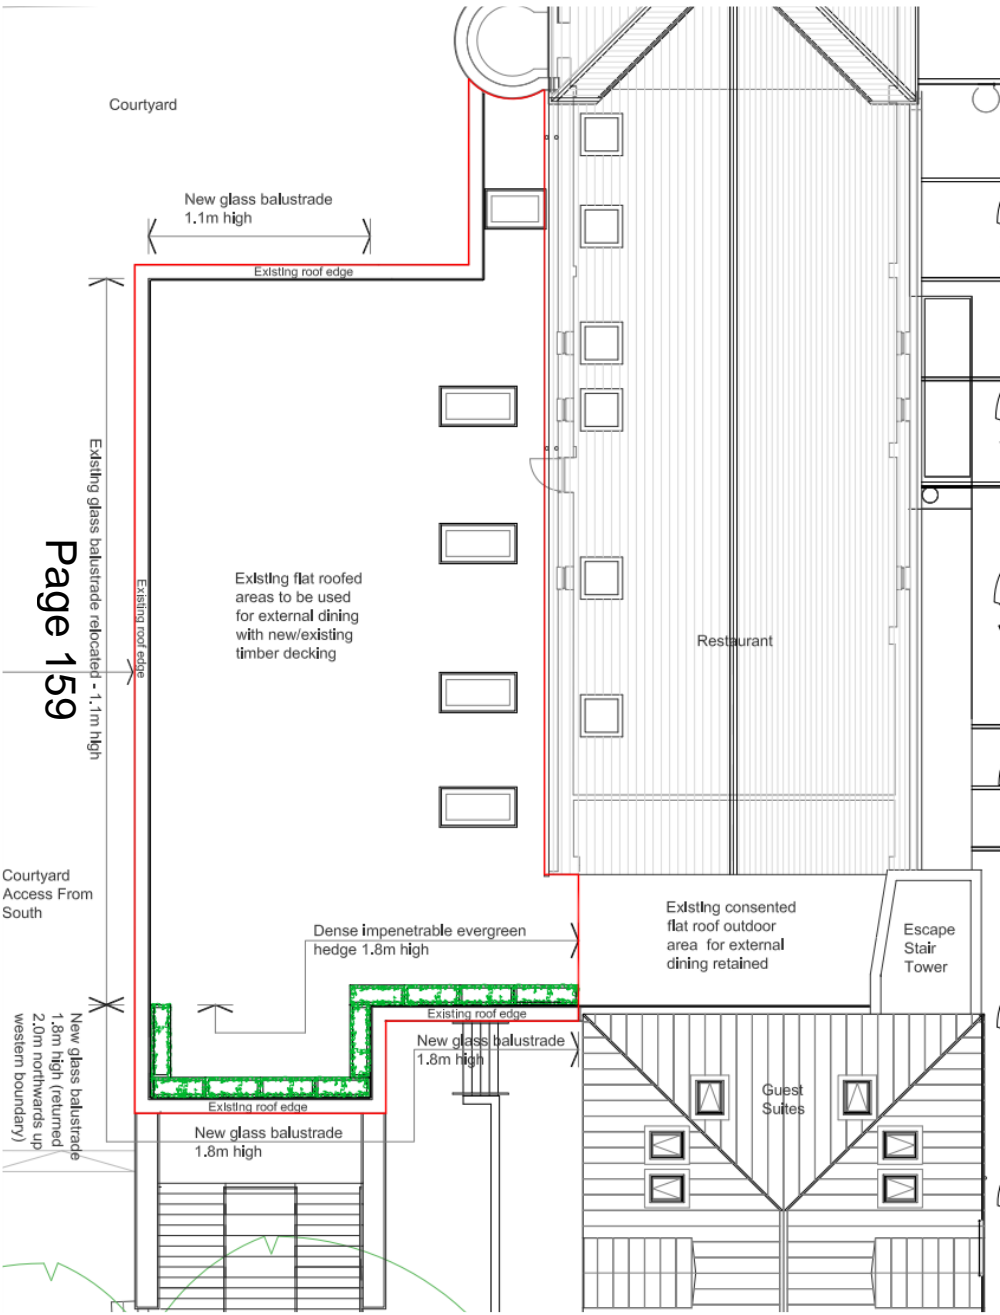 Courtyard
New glass balustrade
1.1m high
Existing roof edge
Existing glass balustrade relocated - 1.1m high
Page 159
Existing roof edge
Existing flat roofed
areas to be used
for external dining
with new/existing
timber decking
Restaurant
Courtyard
Access From
South
Dense impenetrable evergreen
hedge 1.8m high
Existing consented
flat roof outdoor
area for external
dining retained
Escape
Stair
Tower
Existing roof edge
New glass balustrade
1.8m high
New glass balustrade
1.8m high (returned
2.0m northwards up
western boundary)
Guest
Suites
Existing roof edge
New glass balustrade
1.8m high